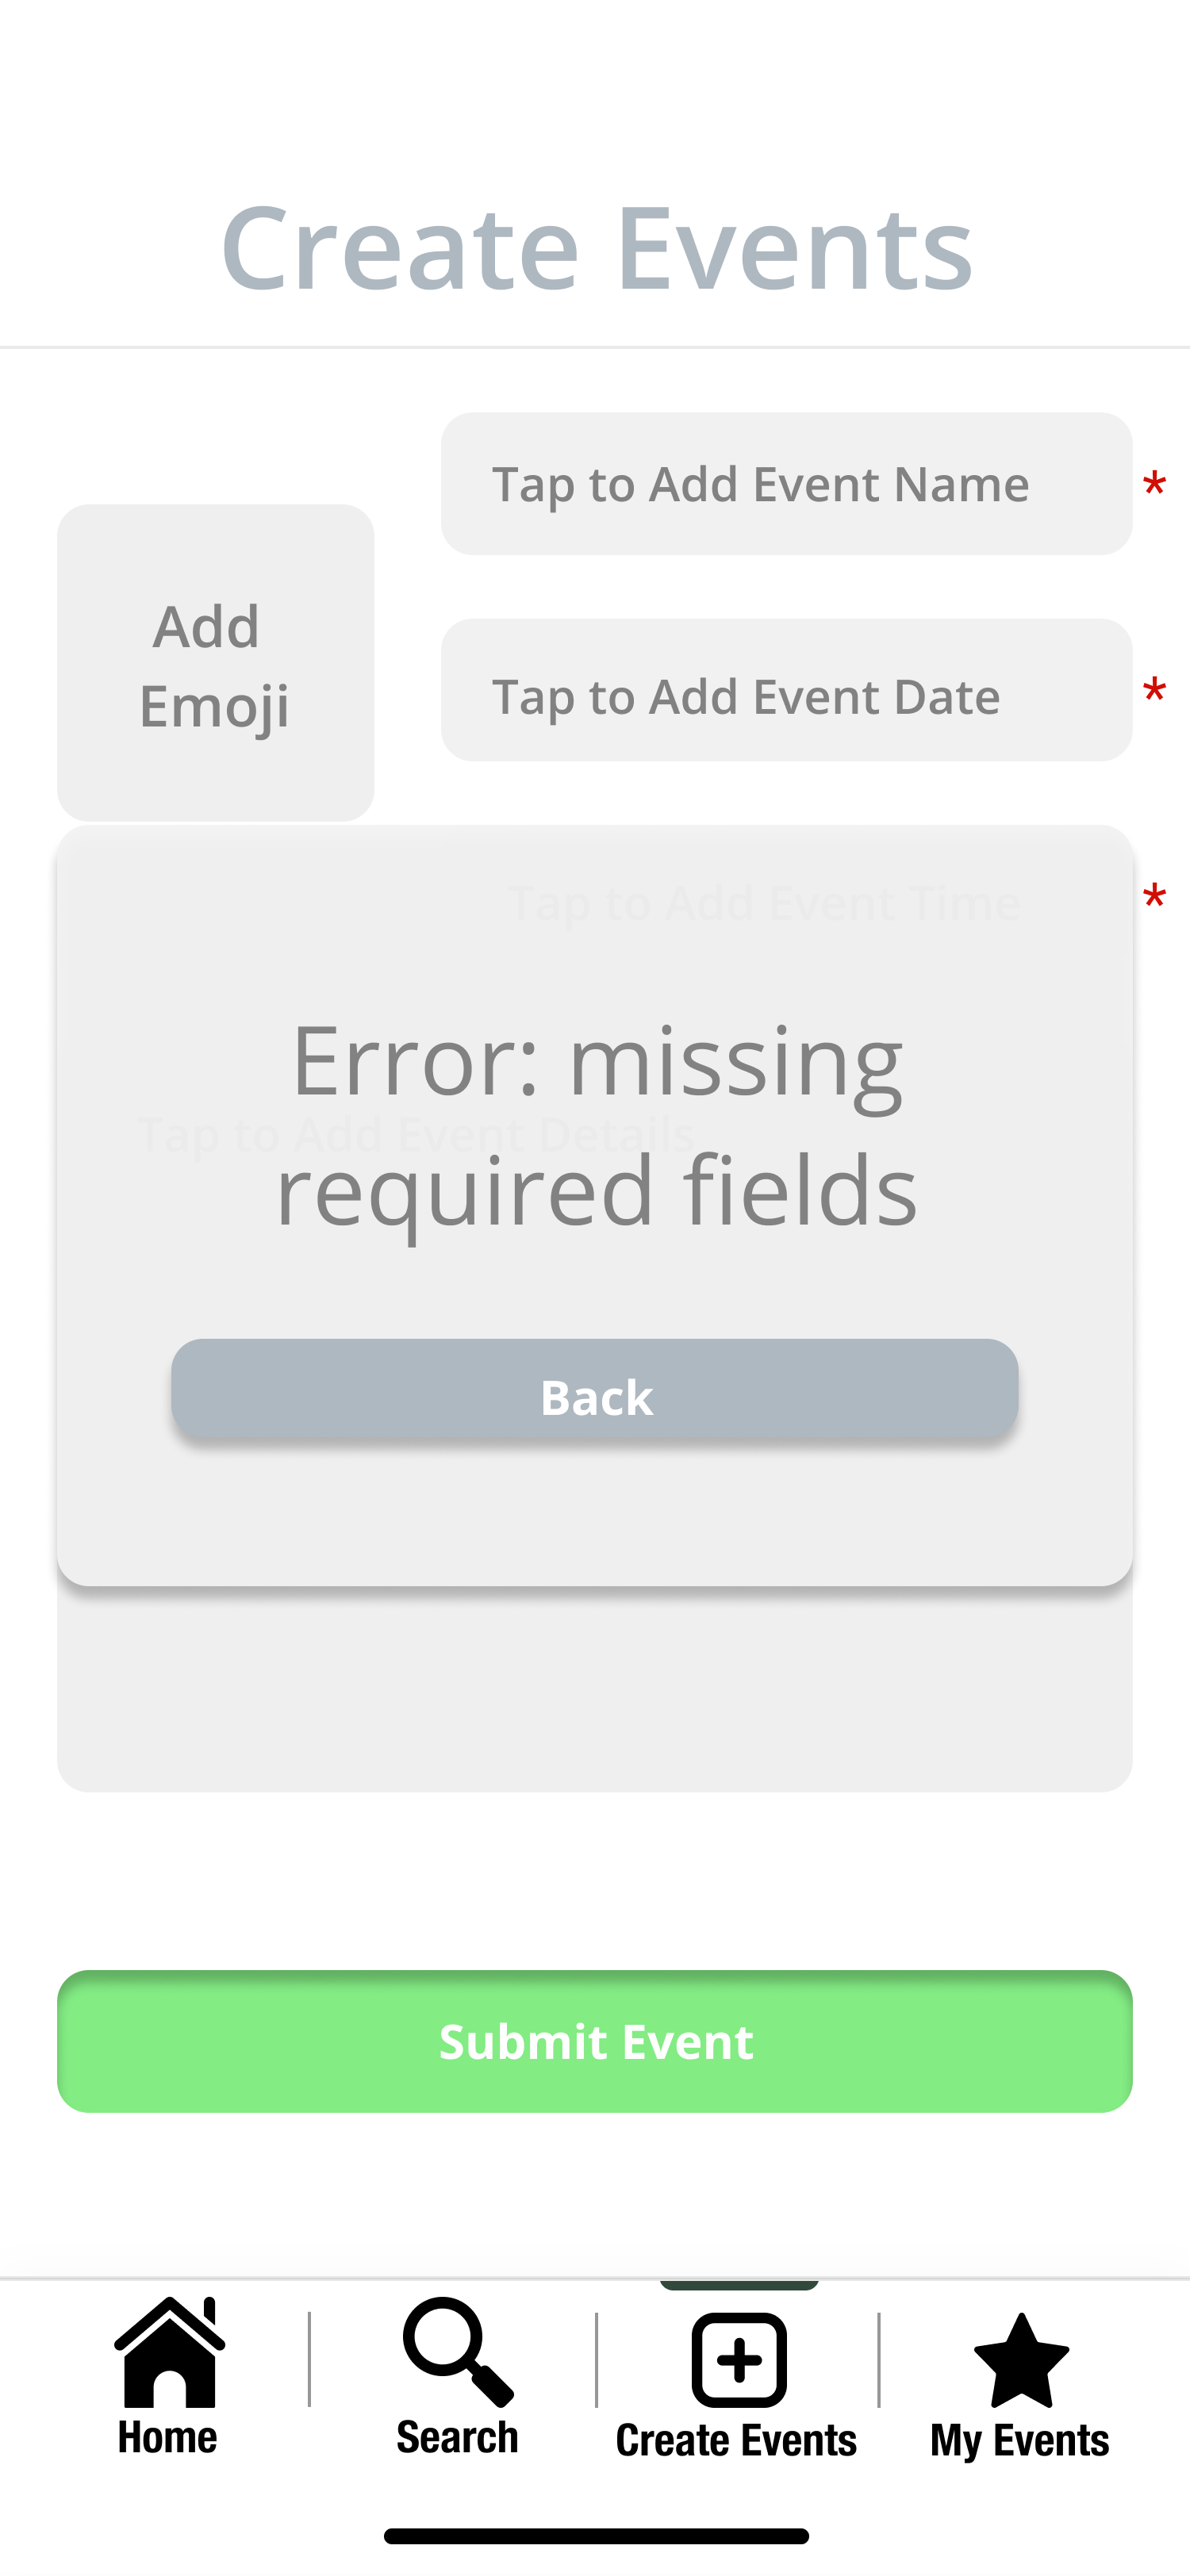 Create Events
Tap to Add Event Name *
Add
Emoji
Tap to Add Event Date *
Tap to Add Event Time *
Error: missing
Tap to Add Event Details
required fields
Back
Submit Event
Home
Search
Create Events
My Events